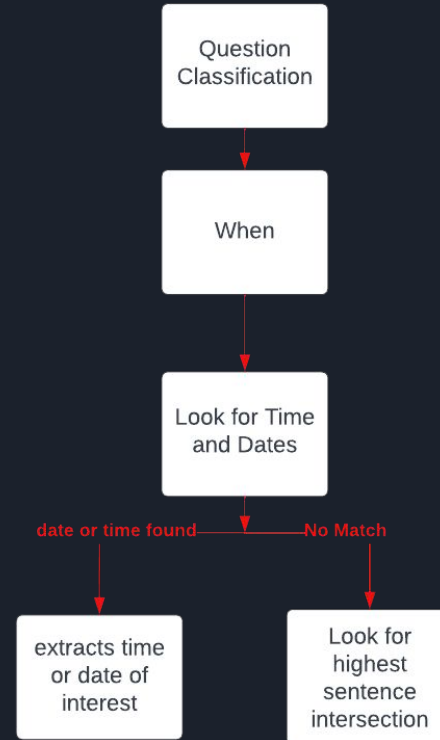 Question
Classification
When
Look for Time
and Dates
date or time found
No Match
extracts time
or date of
interest
Look for
highest
sentence
intersection